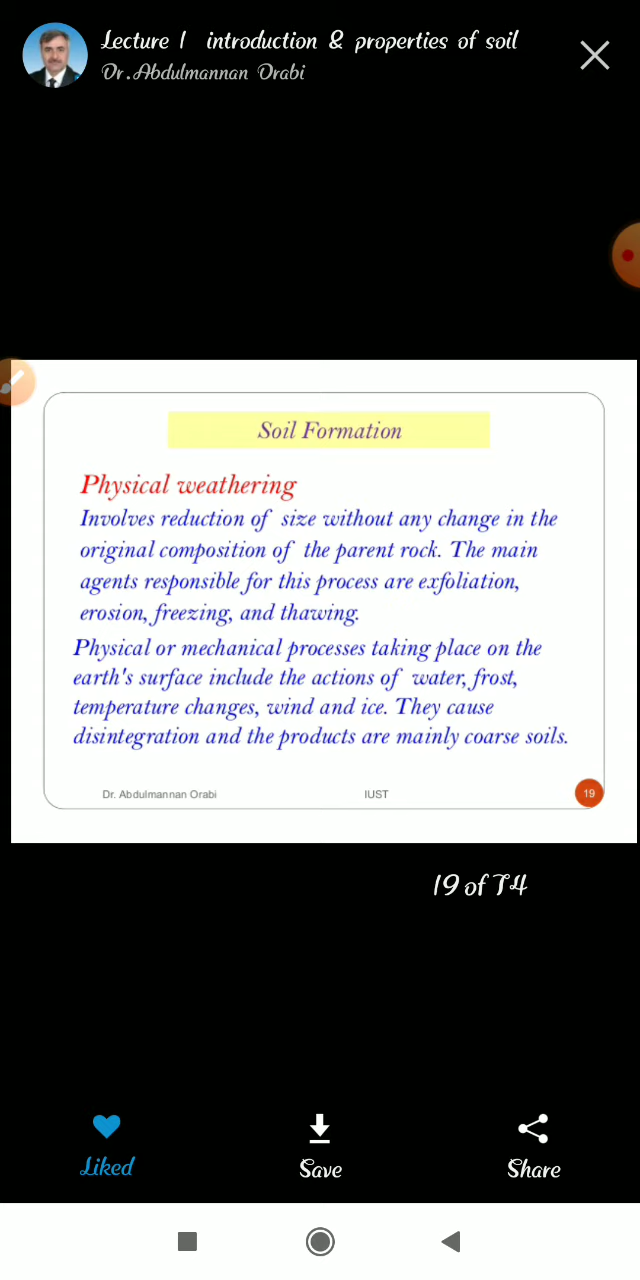 Lecture 1 introduction & properties of soil
Dr.Abdulmannan Orabi
Soil Formation
Physical weathering
Involves reduction of size without any change in the
original composition of the parent rock. The main
agents responsible for this process are exfoliation,
erosion, freezing, and thawing.
Physical or mechanical processes taking place on the
earth's surface include the actions of water, frost,
temperature changes, wind and ice. They cause
disintegration and the products are mainly coarse soils.
Dr. Abdulmannan Orabi IUST 19
19 of 74
Liked Save Share